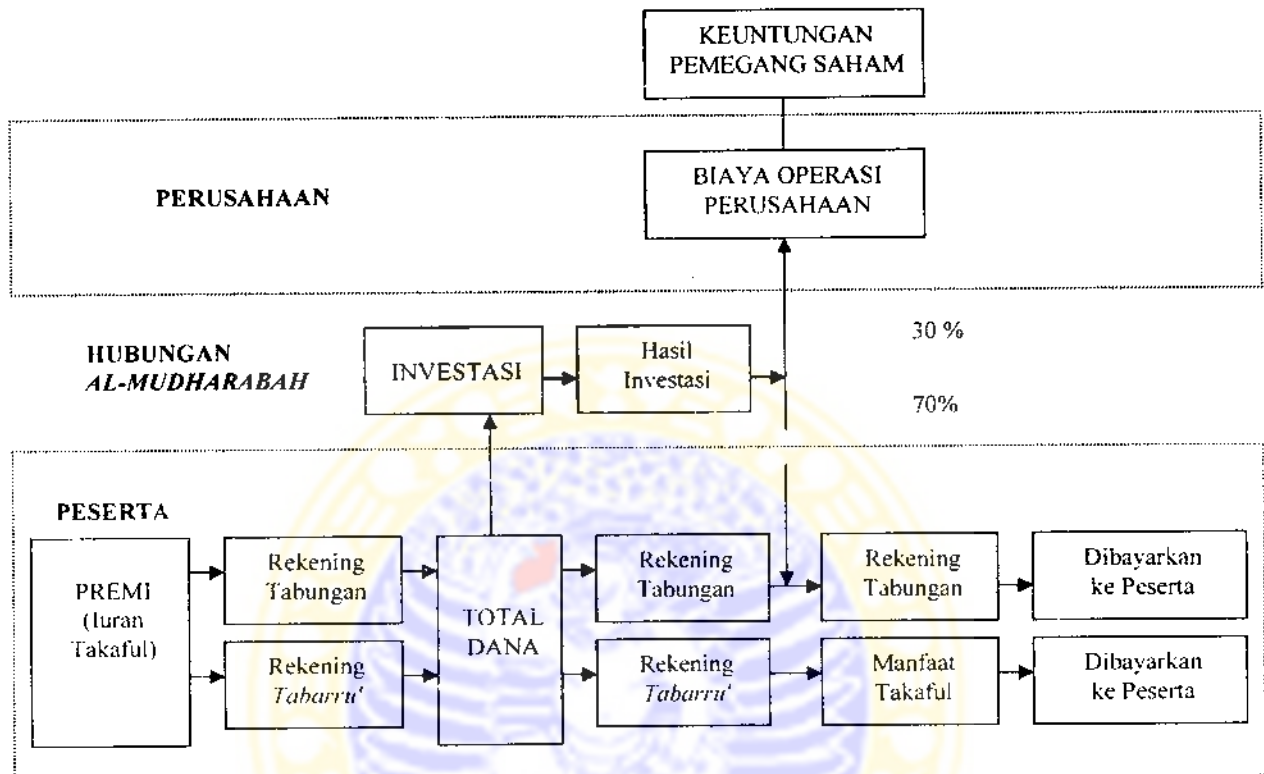 KEUNTUNGAN
PEMEGANG SAHAM
PERUSAHAAN
BIAYA OPERASI
PERUSAHAAN
HUBUNGAN
AL-MUDHARABAH
INVESTASI
Hasil
Investasi
30 %
70%
PESERTA
PREMI
(Iuran
Takaful)
Rekening
Tabungan
Rekening
Tabarru'
TOTAL
DANA
Rekening
Tabungan
Rekening
Tabarru'
Rekening
Tabungan
Manfaat
Takaful
Dibayarkan
ke Peserta
Dibayarkan
ke Peserta